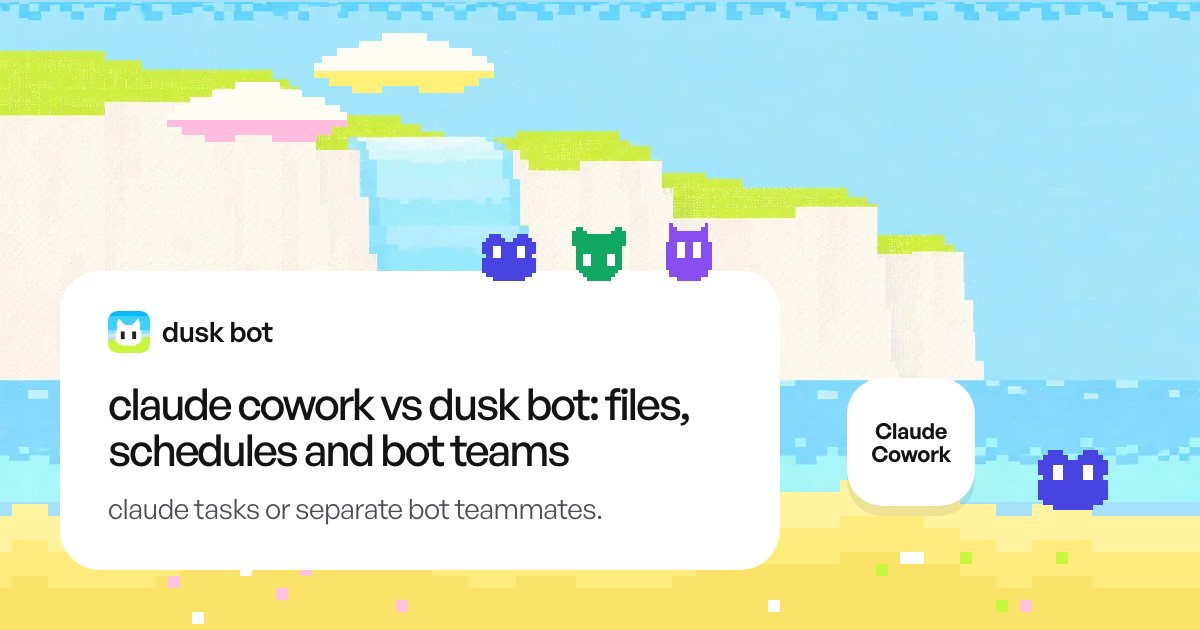 dusk bot
claude cowork vs dusk bot: files,
schedules and bot teams
claude tasks or separate bot teammates.
Claude
Cowork